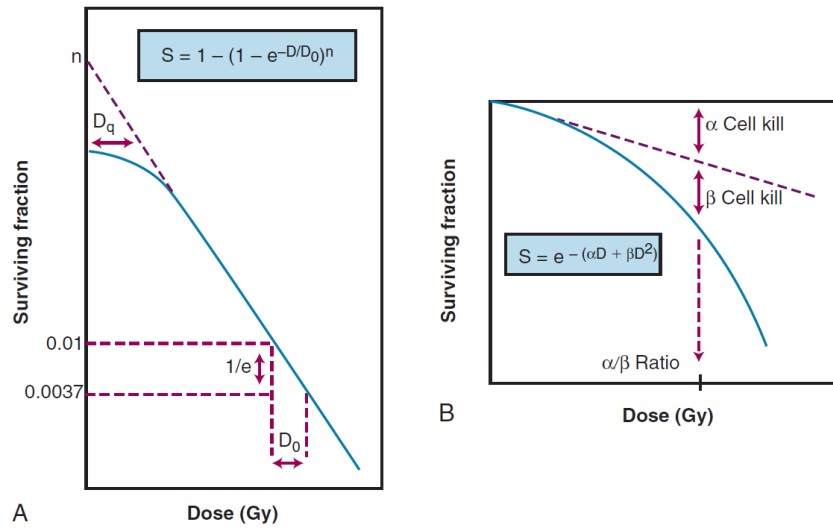 n
S = 1 – (1 – e–D/D0)n
Dq
Surviving fraction
0.01
1/e
0.0037
D0
A
Dose (Gy)
α Cell kill
β Cell kill
Surviving fraction
S = e – (αD + βD2)
α/β Ratio
B
Dose (Gy)